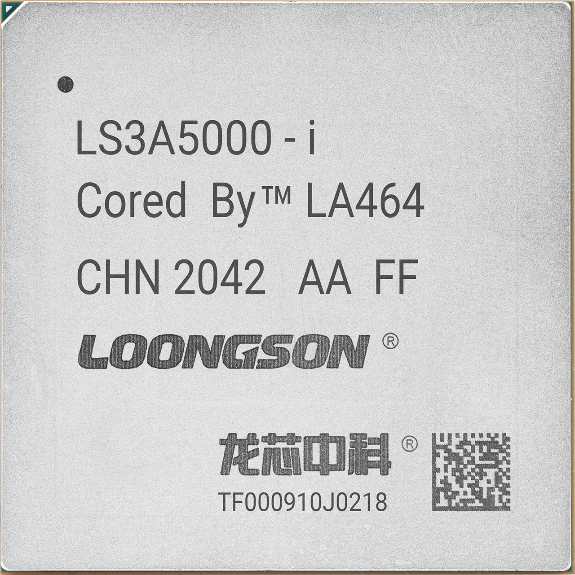 LS3A5000 - i
Cored By™ LA464
CHN 2042 AA FF
LOONGSON ®
龙芯中科 ®
TF000910J0218